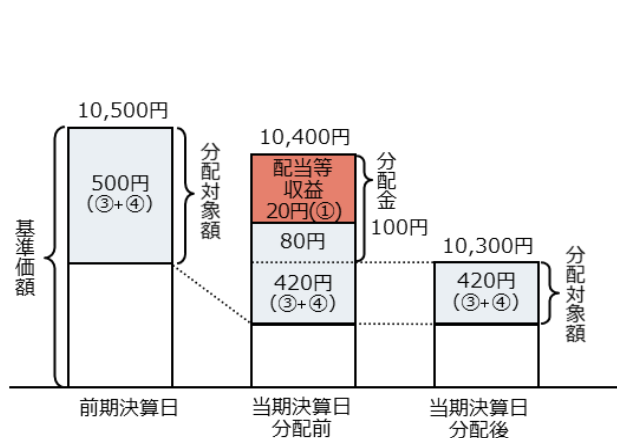 10,500円
500円
(③+④)
分配対象額
基準価額
前期決算日
10,400円
配当等
収益
20円(①)
80円
420円
(③+④)
分配金
100円
当期決算日
分配前
10,300円
420円
(③+④)
分配対象額
当期決算日
分配後